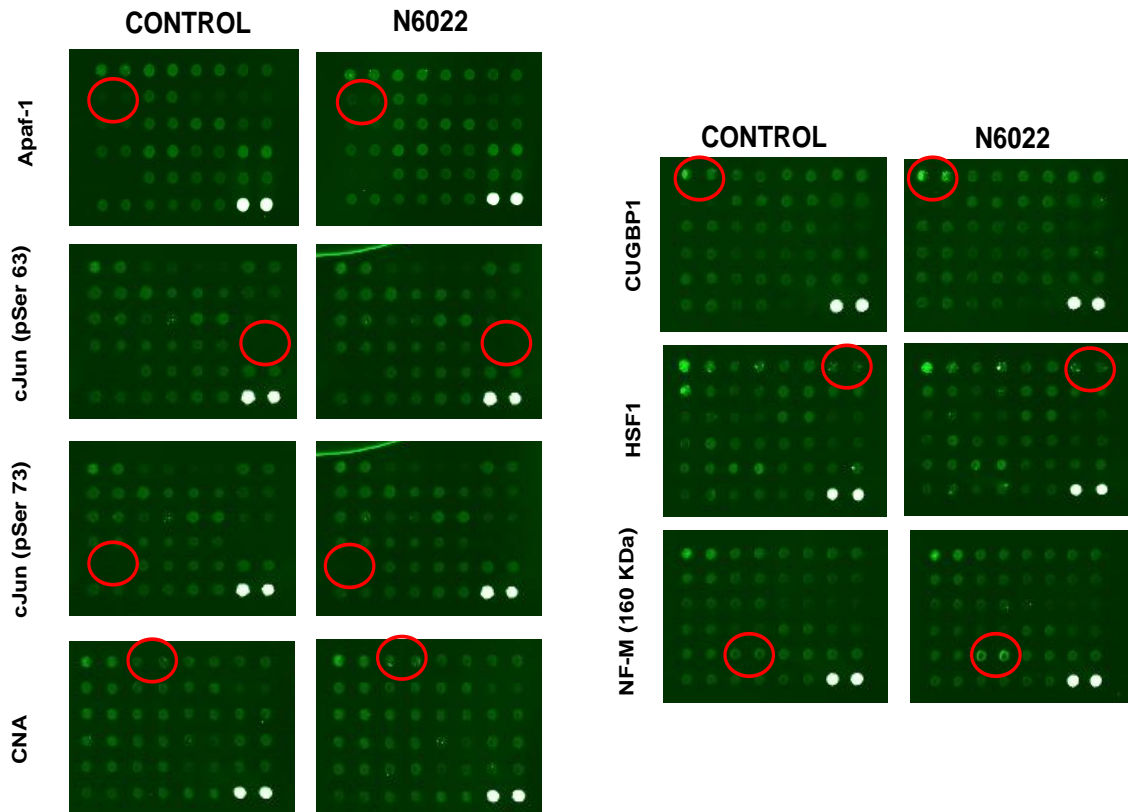 CONTROL
N6022
Apaf-1
cJun (pSer 63)
cJun (pSer 73)
CNA
CONTROL
N6022
CUGBP1
HSF1
NF-M (160 KDa)